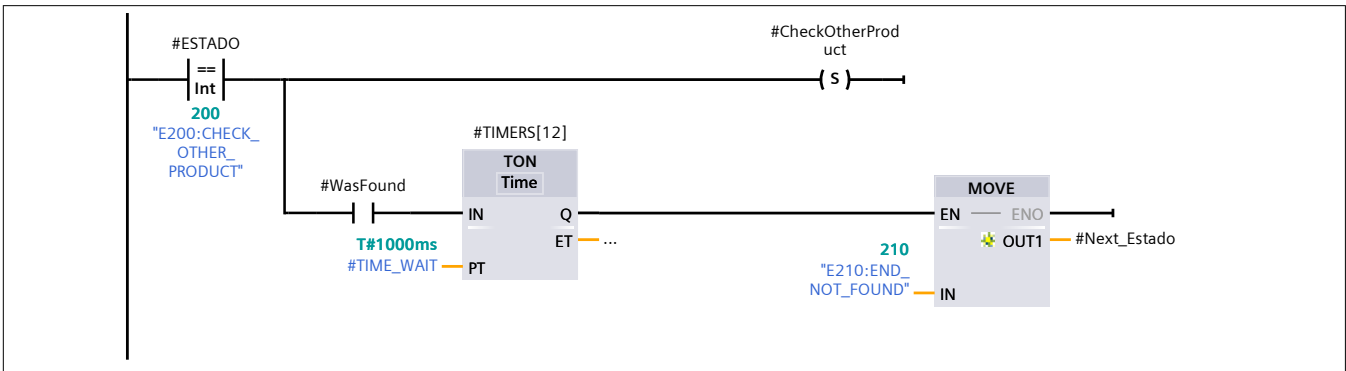 #ESTADO
==
Int
200
"E200:CHECK_
OTHER_
PRODUCT"
#CheckOtherProd
uct
S
#TIMERS[12]
TON
Time
#WasFound
IN
Q
ET
...
T#1000ms
#TIME_WAIT
PT
MOVE
EN
ENO
OUT1
#Next_Estado
210
"E210:END_
NOT_FOUND"
IN